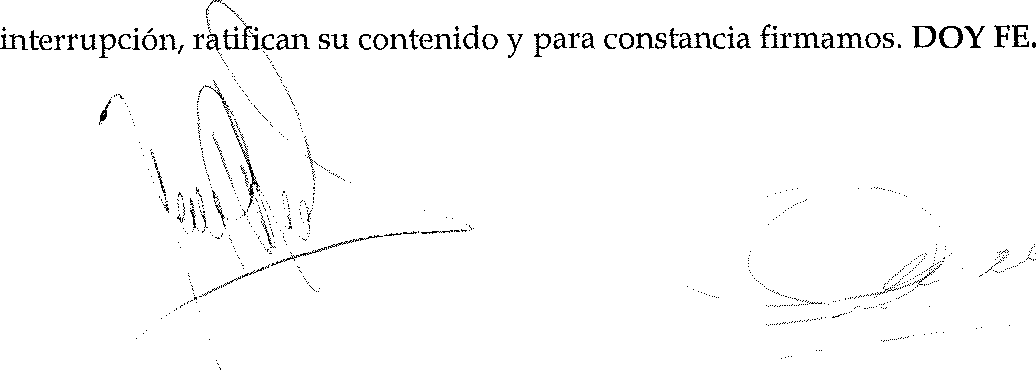 interrupción, ratifican su contenido y para constancia firmamos. DOY FE.